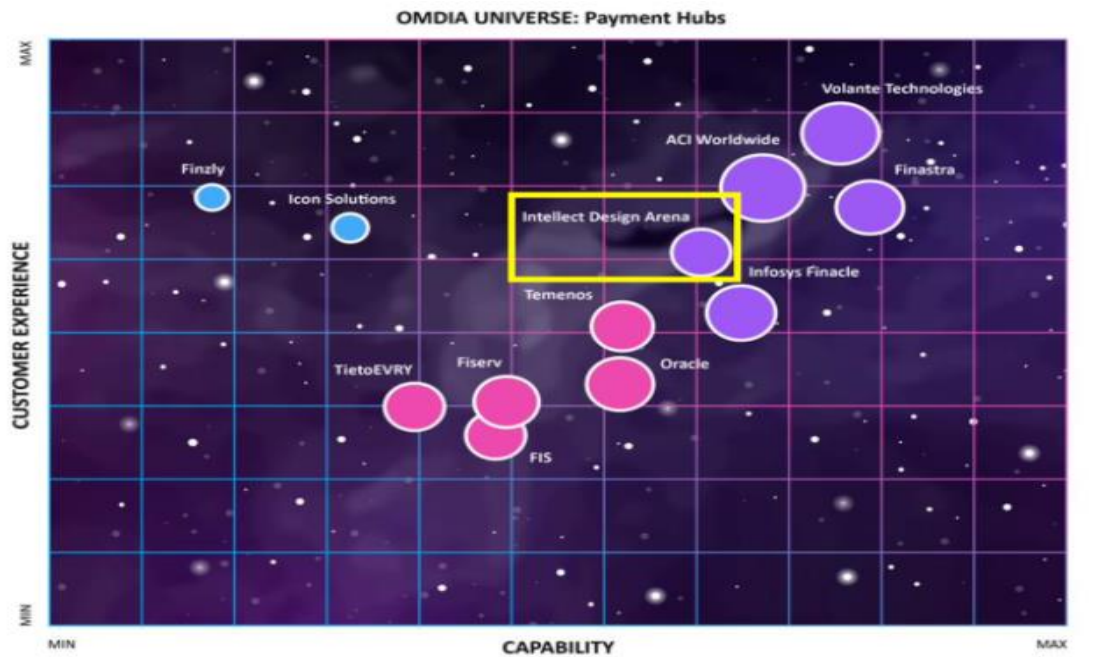 OMDIA UNIVERSE: Payment Hubs
MAX
Volante Technologies
ACI Worldwide
Finastra
Finzly
Icon Solutions
Intellect Design Arena
Infosys Finacle
Temenos
Oracle
Fiserv
TietoEVRY
FIS
CUSTOMER EXPERIENCE
MIN
MIN
CAPABILITY
MAX